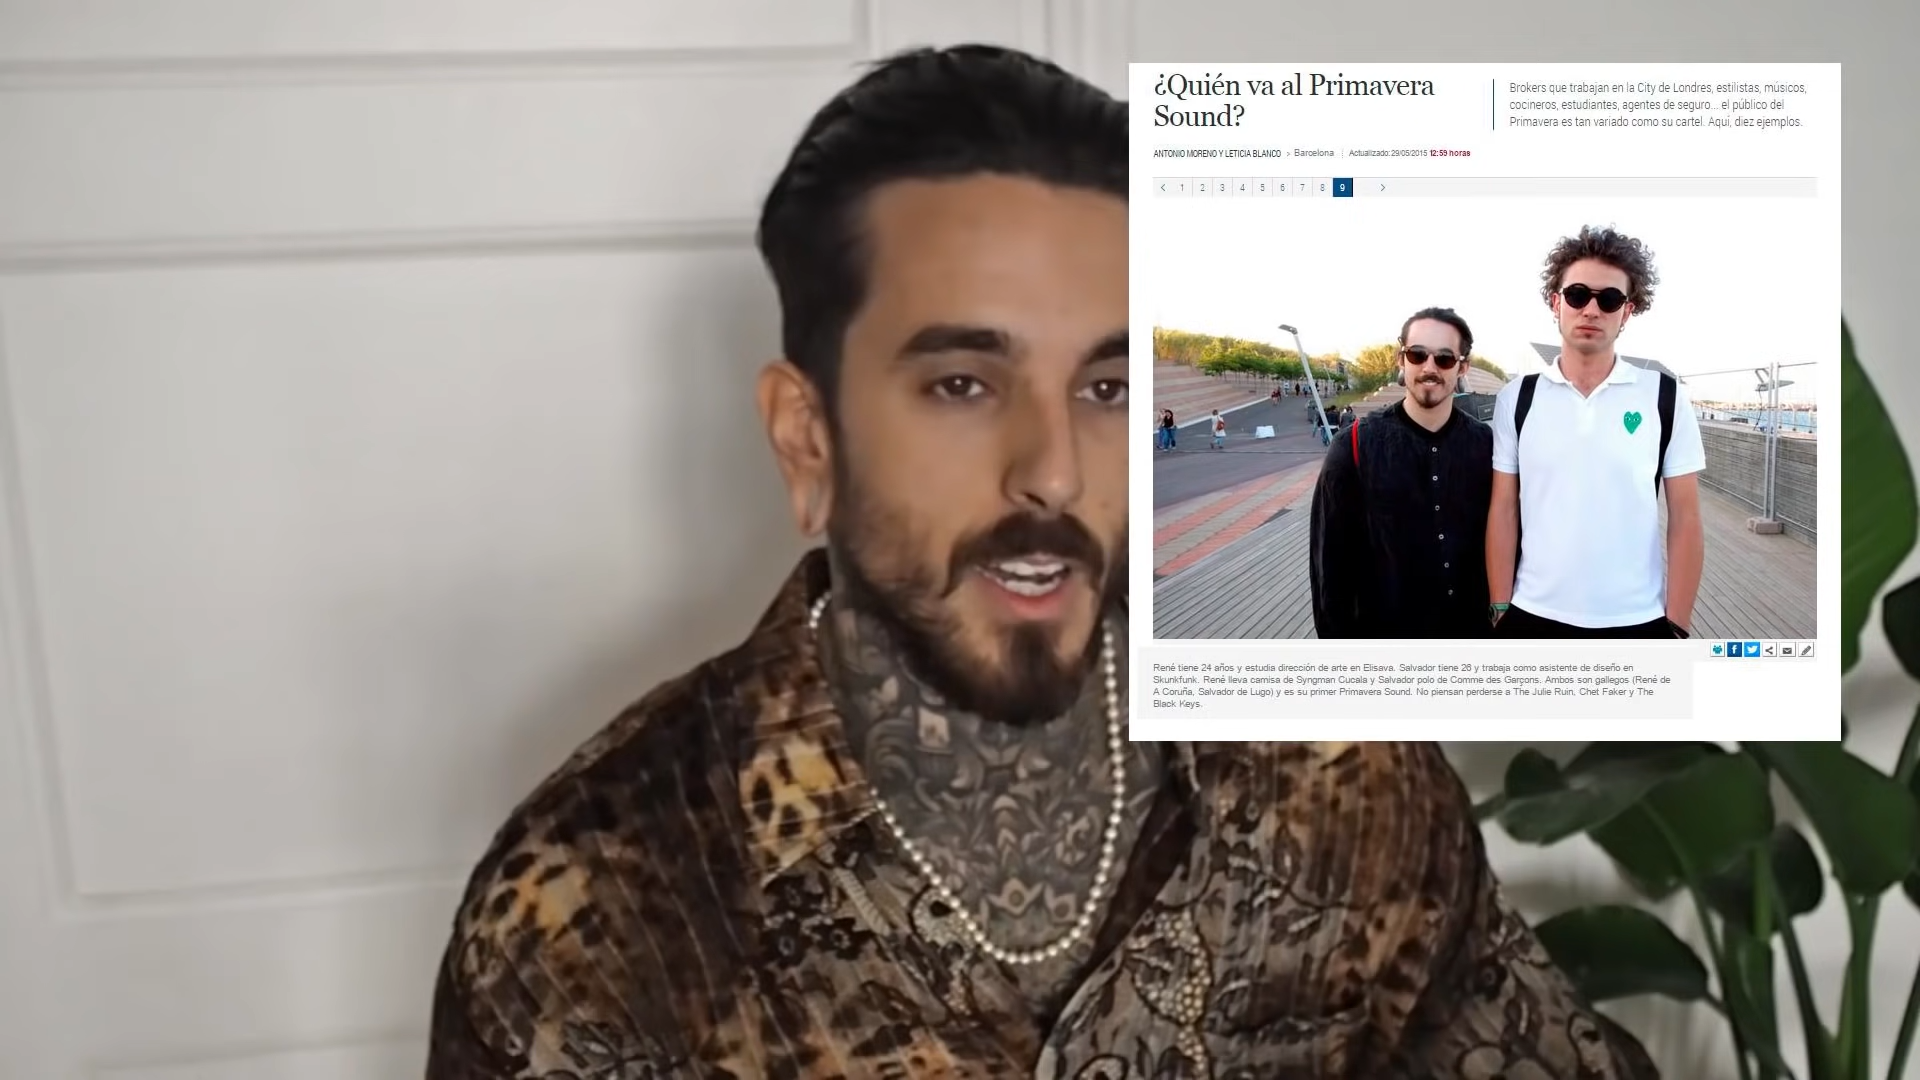 ¿Quién va al Primavera
Sound?
Brokers que trabajan en la City de Londres, estilistas, músicos,
cocineros, estudiantes, agentes de seguro... el público del
Primavera es tan variado como su cartel. Aquí, diez ejemplos.
ANTONIO MORENO Y LETICIA BLANCO > Barcelona Actualizado: 29/05/2015 12:59 horas
< 1 2 3 4 5 6 7 8 9 >
René tiene 24 años y estudia dirección de arte en Elisava. Salvador tiene 26 y trabaja como asistente de diseño en
Skunkfunk. René lleva camisa de Syngman Cucala y Salvador polo de Comme des Garçons. Ambos son gallegos (René de
A Coruña, Salvador de Lugo) y es su primer Primavera Sound. No piensan perderse a The Julie Ruin, Chet Faker y The
Black Keys.